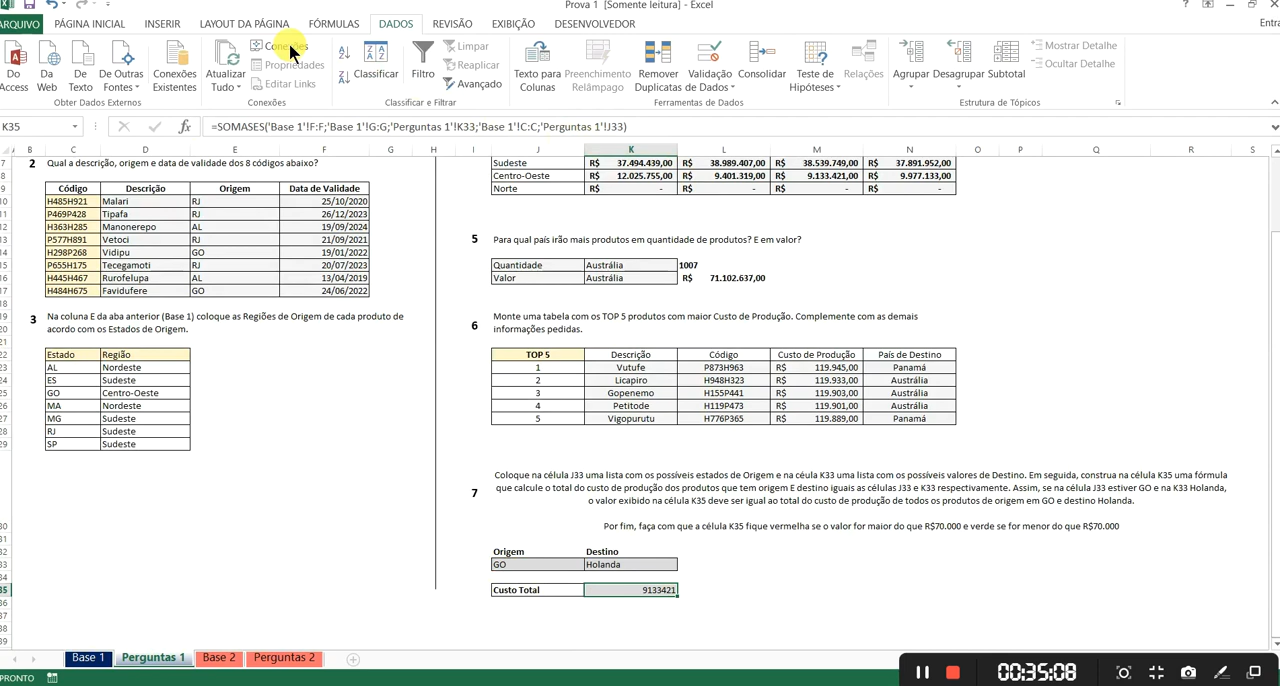 Prova 1 [Somente leitura] - Excel
ARQUIVO PÁGINA INICIAL INSERIR LAYOUT DA PÁGINA FÓRMULAS DADOS REVISÃO EXIBIÇÃO DESENVOLVEDOR Entra
Do Access
Da Web
De Texto
De Outras Fontes
Conexões Existentes
Obter Dados Externos
Atualizar Tudo
Propriedades
Editar Links
Conexões
Classificar
Filtro
Limpar
Reaplicar
Avançado
Classificar e Filtrar
Texto para Colunas
Preenchimento Relâmpago
Remover Duplicatas
Validação de Dados
Consolidar
Teste de Hipóteses
Relações
Ferramentas de Dados
Agrupar
Desagrupar
Subtotal
Mostrar Detalhe
Ocultar Detalhe
Estrutura de Tópicos
K35 fx =SOMASES('Base 1'!F:F;'Base 1'!G:G;'Perguntas 1'!K33;'Base 1'!C:C;'Perguntas 1'!J33)
A B C D E F G H I J K L M N O P Q R S
2 Qual a descrição, origem e data de validade dos 8 códigos abaixo?
Código Descrição Origem Data de Validade
H485H921 Malari RJ 25/10/2020
P469P428 Tipafa RJ 26/12/2023
H363H285 Manonerepo AL 19/09/2024
P577H891 Vetoci RJ 21/09/2021
H298P268 Vidipu GO 19/01/2022
P655H175 Tecegamoti RJ 20/07/2023
H445H467 Rurofelupa AL 13/04/2019
H484H675 Favidufere GO 24/06/2022
3 Na coluna E da aba anterior (Base 1) coloque as Regiões de Origem de cada produto de
acordo com os Estados de Origem.
Estado Região
AL Nordeste
ES Sudeste
GO Centro-Oeste
MA Nordeste
MG Sudeste
RJ Sudeste
SP Sudeste
Sudeste R$ 37.494.439,00 R$ 38.989.407,00 R$ 38.539.749,00 R$ 37.891.952,00
Centro-Oeste R$ 12.025.755,00 R$ 9.401.319,00 R$ 9.133.421,00 R$ 9.977.133,00
Norte R$ - R$ - R$ - R$ -
5 Para qual país irão mais produtos em quantidade de produtos? E em valor?
Quantidade Austrália 1007
Valor Austrália R$ 71.102.637,00
6 Monte uma tabela com os TOP 5 produtos com maior Custo de Produção. Complemente com as demais
informações pedidas.
TOP 5 Descrição Código Custo de Produção País de Destino
1 Vutufe P873H963 R$ 119.945,00 Panamá
2 Licapiro H948H323 R$ 119.933,00 Austrália
3 Gopenemo H155P441 R$ 119.903,00 Austrália
4 Petitode H119P473 R$ 119.901,00 Austrália
5 Vigopurutu H776P365 R$ 119.889,00 Panamá
7 Coloque na célula J33 uma lista com os possíveis estados de Origem e na céula K33 uma lista com os possíveis valores de Destino. Em seguida, construa na célula K35 uma fórmula
que calcule o total do custo de produção dos produtos que tem origem E destino iguais as células J33 e K33 respectivamente. Assim, se na célula J33 estiver GO e na K33 Holanda,
o valor exibido na célula K35 deve ser igual ao total do custo de produção de todos os produtos de origem em GO e destino Holanda.
Por fim, faça com que a célula K35 fique vermelha se o valor for maior do que R$70.000 e verde se for menor do que R$70.000
Origem Destino
GO Holanda
Custo Total 9133421
Base 1 Perguntas 1 Base 2 Perguntas 2
PRONTO
00:35:08